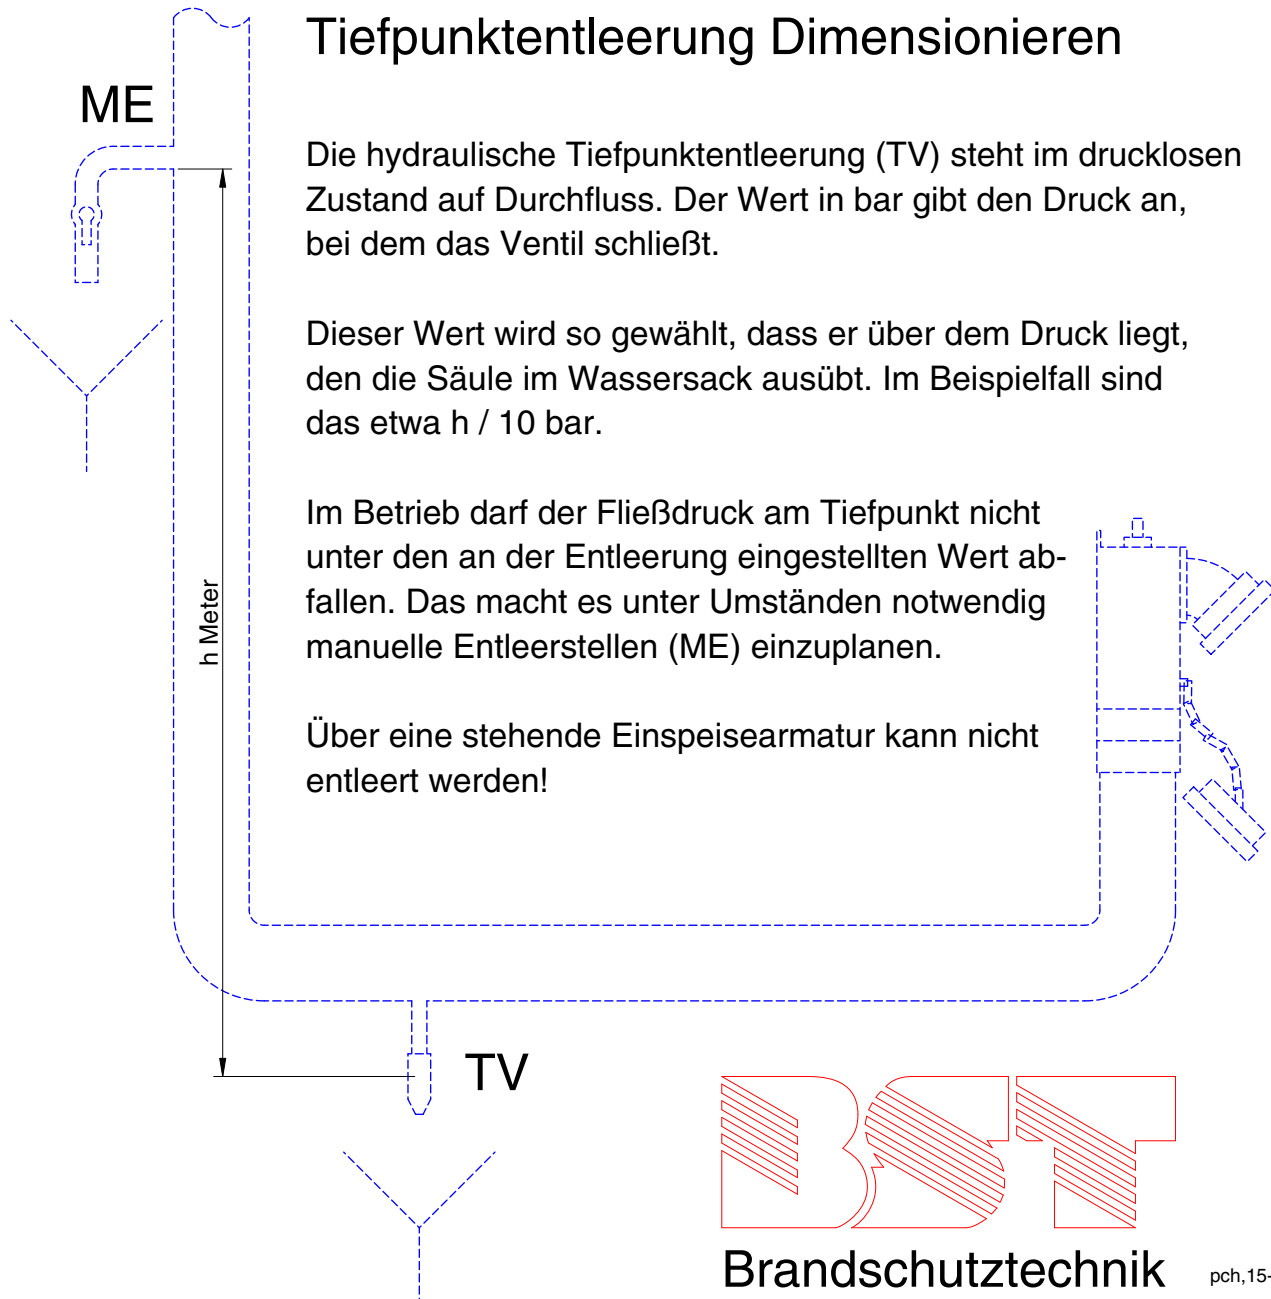 Tiefpunktentleerung Dimensionieren
ME
Die hydraulische Tiefpunktentleerung (TV) steht im drucklosen
Zustand auf Durchfluss. Der Wert in bar gibt den Druck an,
bei dem das Ventil schließt.
Dieser Wert wird so gewählt, dass er über dem Druck liegt,
den die Säule im Wassersack ausübt. Im Beispielfall sind
das etwa h / 10 bar.
Im Betrieb darf der Fließdruck am Tiefpunkt nicht
unter den an der Entleerung eingestellten Wert ab-
fallen. Das macht es unter Umständen notwendig
manuelle Entleerstellen (ME) einzuplanen.
h Meter
Über eine stehende Einspeisearmatur kann nicht
entleert werden!
TV
BST
Brandschutztechnik
pch,15-